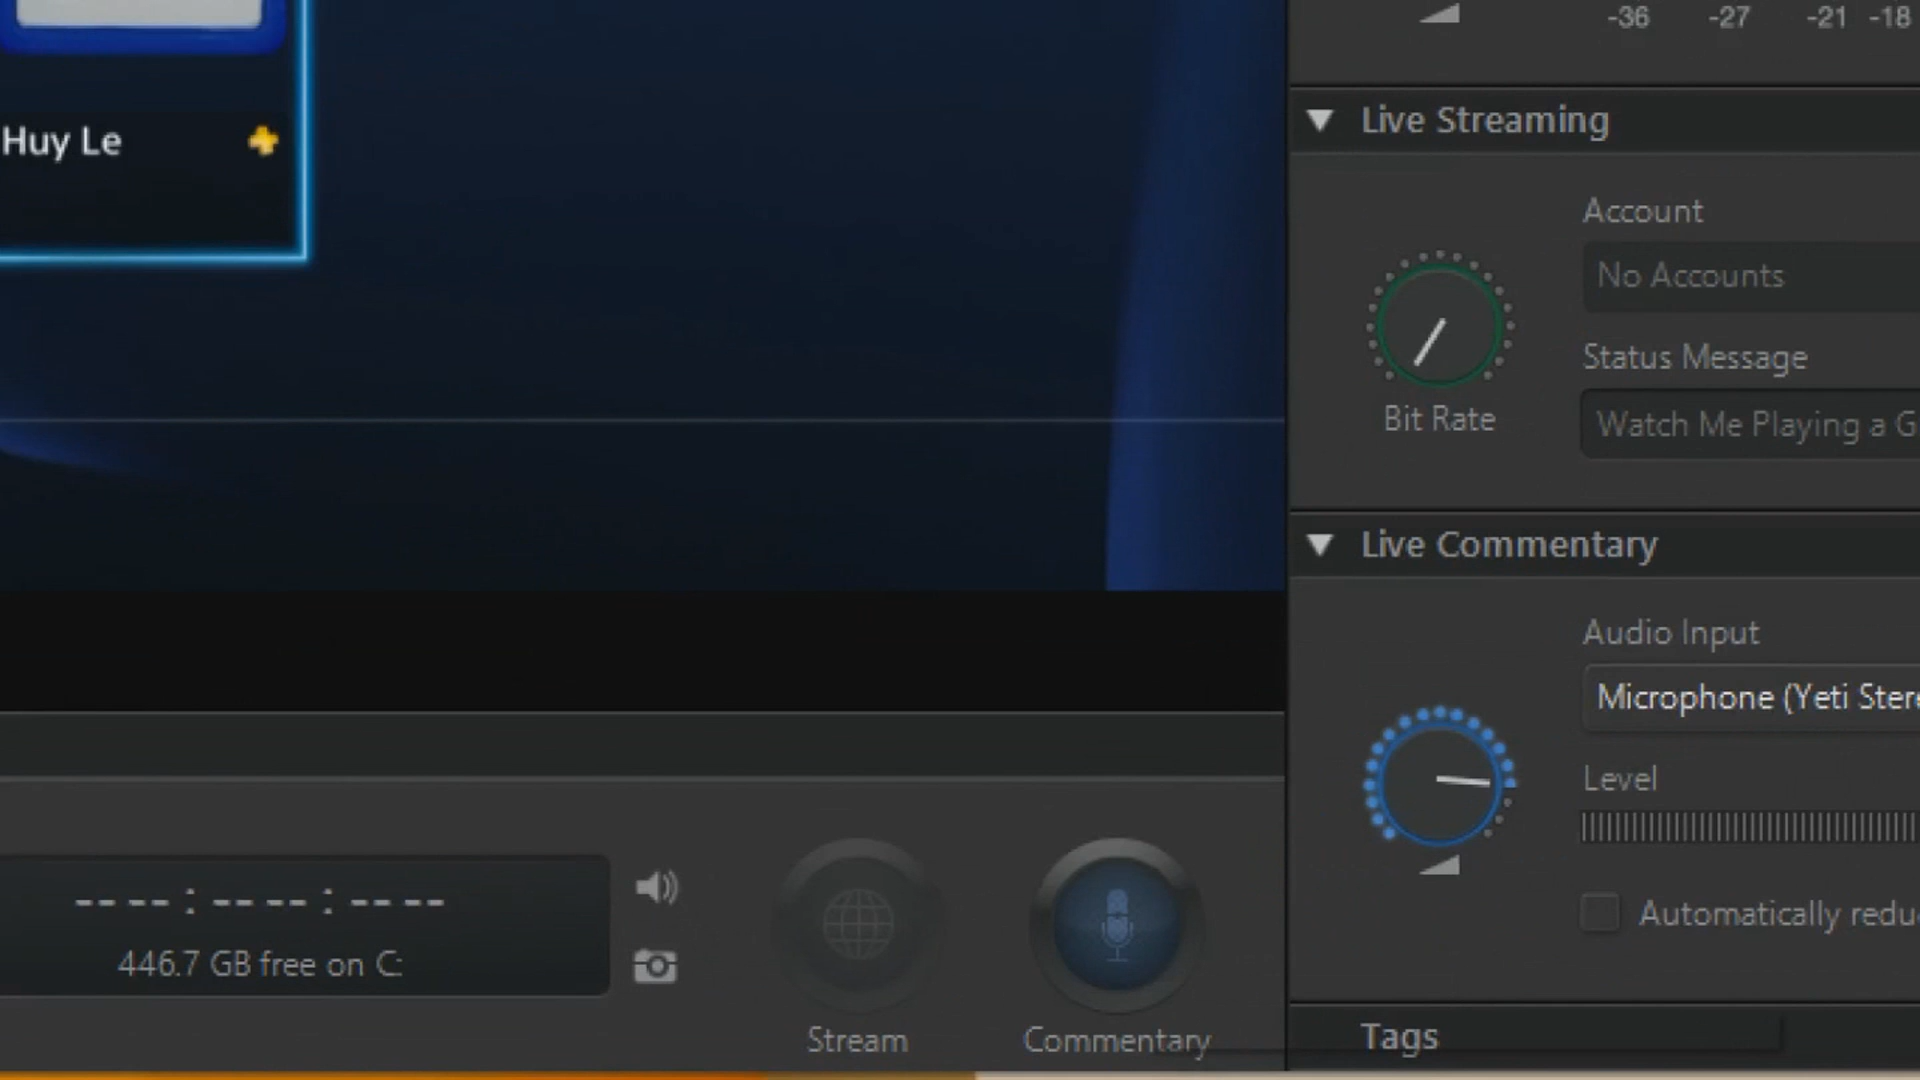 -36 -27 -21 -18
Huy Le
Live Streaming
Account
No Accounts
Bit Rate
Status Message
Watch Me Playing a G
Live Commentary
Audio Input
Microphone (Yeti Stere
Level
Automatically redu
-- -- : -- -- : -- --
446.7 GB free on C:
Stream
Commentary
Tags